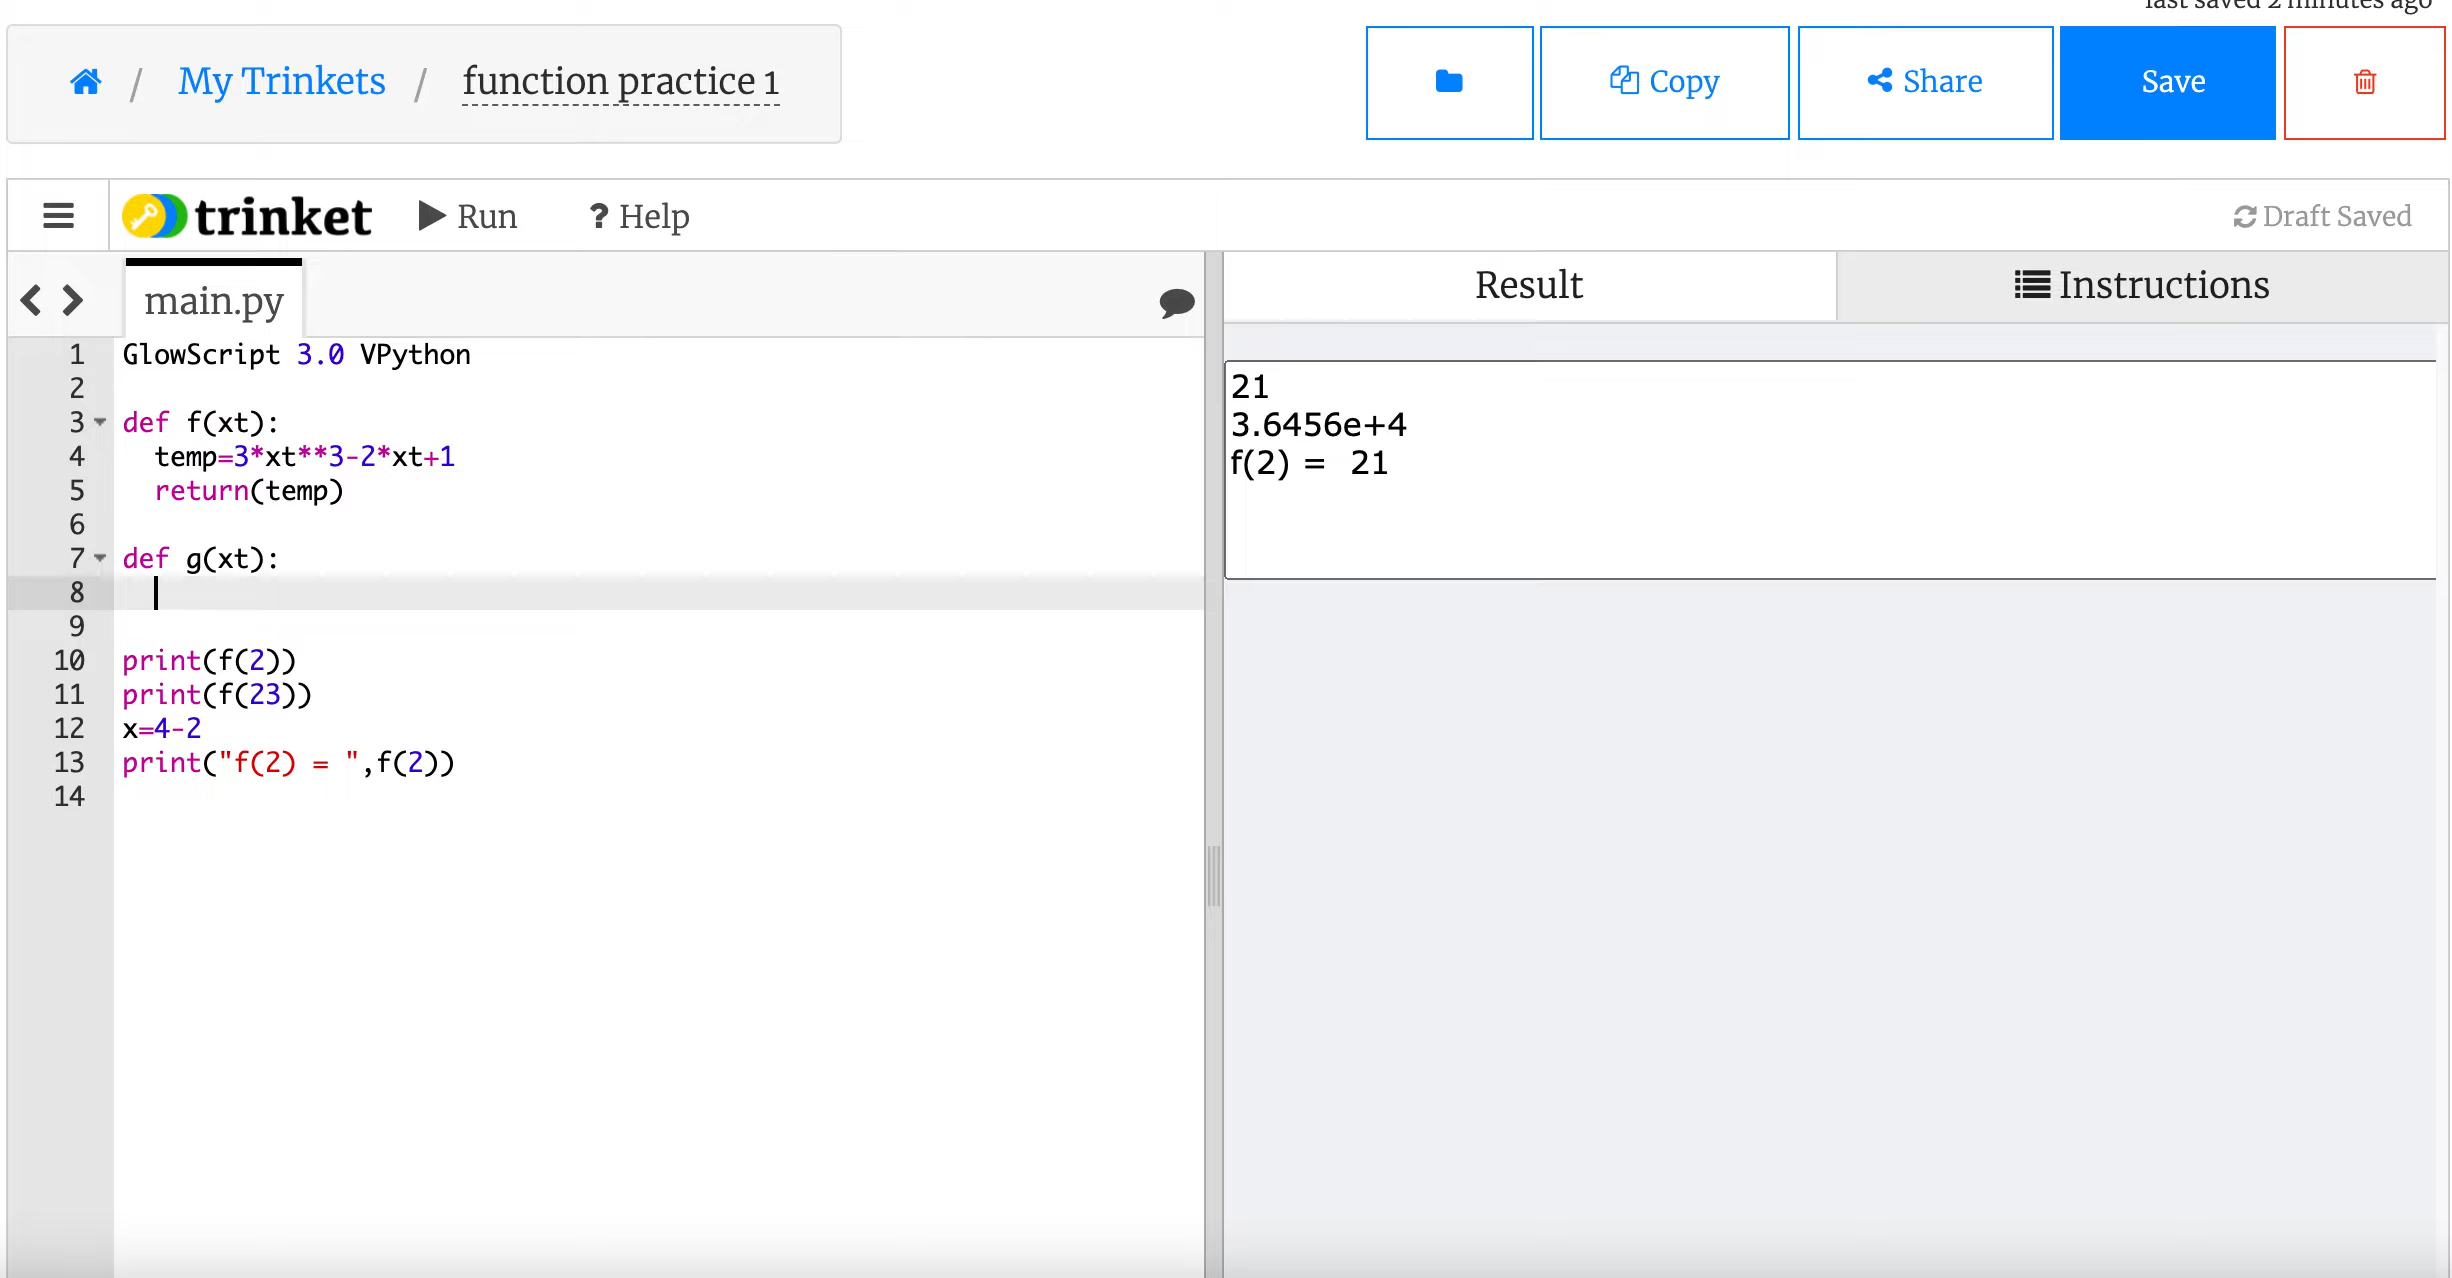 last saved 2 minutes ago
/ My Trinkets / function practice 1
Copy
Share
Save
trinket
Run
? Help
Draft Saved
main.py
Result
Instructions
1 GlowScript 3.0 VPython
2
3 def f(xt):
4 temp=3*xt**3-2*xt+1
5 return(temp)
6
7 def g(xt):
8
9
10 print(f(2))
11 print(f(23))
12 x=4-2
13 print("f(2) = ",f(2))
14
21
3.6456e+4
f(2) = 21